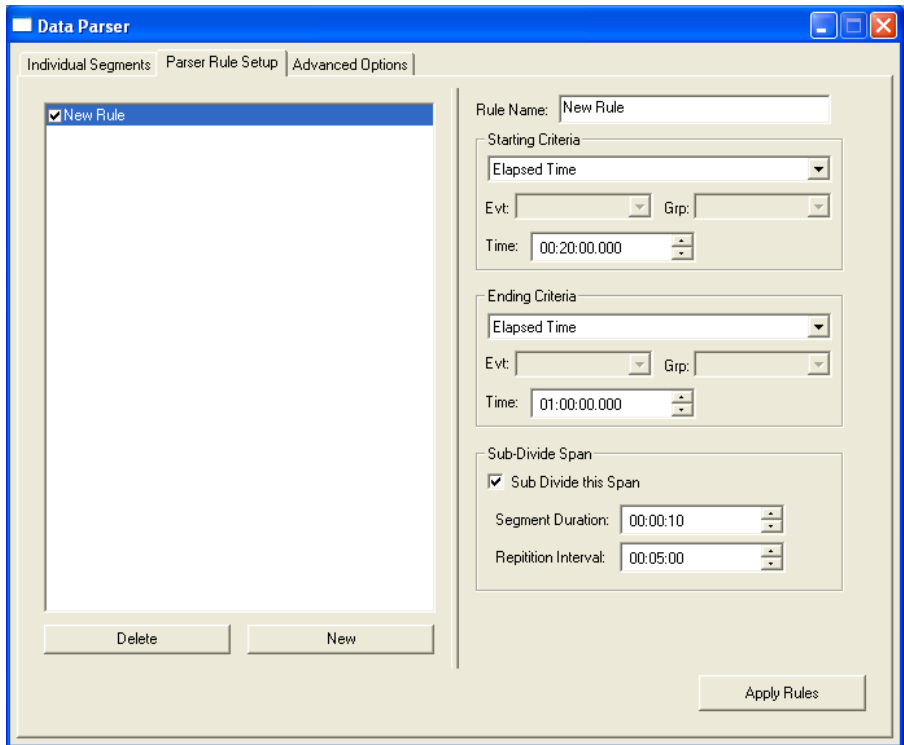 Data Parser
Individual Segments
Parser Rule Setup
Advanced Options
New Rule
Delete
New
Rule Name: New Rule
Starting Criteria
Elapsed Time
Evt: Grp:
Time: 00:20:00.000
Ending Criteria
Elapsed Time
Evt: Grp:
Time: 01:00:00.000
Sub-Divide Span
Sub Divide this Span
Segment Duration: 00:00:10
Repitition Interval: 00:05:00
Apply Rules